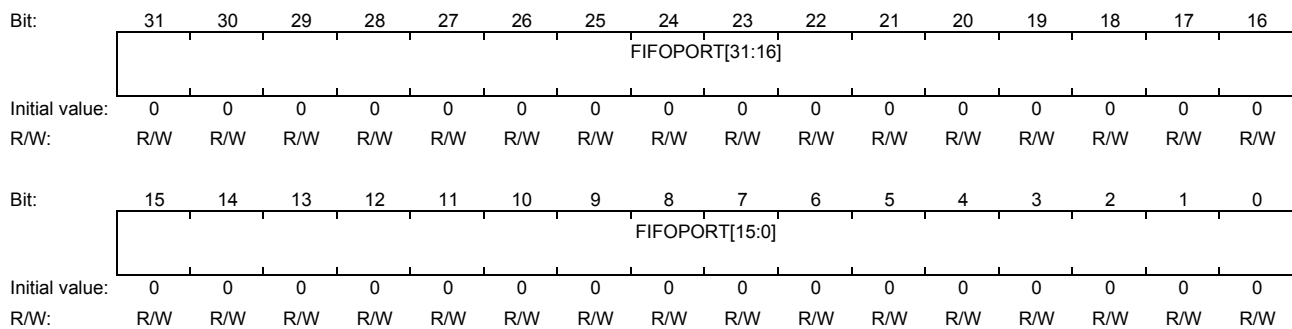 Bit: 31 30 29 28 27 26 25 24 23 22 21 20 19 18 17 16
FIFOPORT[31:16]
Initial value: 0 0 0 0 0 0 0 0 0 0 0 0 0 0 0 0
R/W: R/W R/W R/W R/W R/W R/W R/W R/W R/W R/W R/W R/W R/W R/W R/W R/W
Bit: 15 14 13 12 11 10 9 8 7 6 5 4 3 2 1 0
FIFOPORT[15:0]
Initial value: 0 0 0 0 0 0 0 0 0 0 0 0 0 0 0 0
R/W: R/W R/W R/W R/W R/W R/W R/W R/W R/W R/W R/W R/W R/W R/W R/W R/W